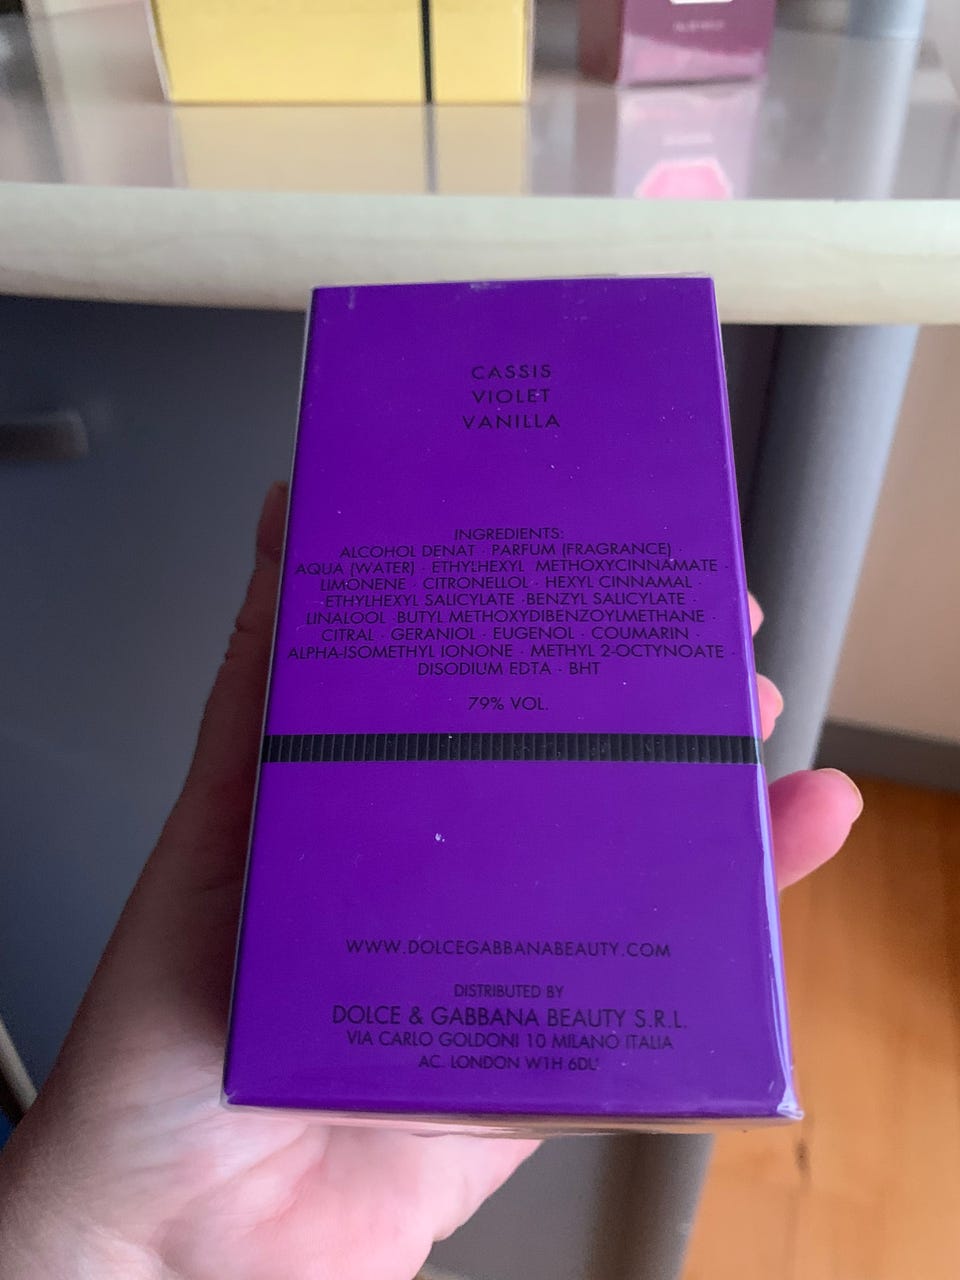 CASSIS
VIOLET
VANILLA
INGREDIENTS:
ALCOHOL DENAT · PARFUM (FRAGRANCE) ·
AQUA (WATER) · ETHYLHEXYL METHOXYCINNAMATE ·
LIMONENE · CITRONELLOL · HEXYL CINNAMAL ·
ETHYLHEXYL SALICYLATE · BENZYL SALICYLATE ·
LINALOOL · BUTYL METHOXYDIBENZOYLMETHANE ·
CITRAL · GERANIOL · EUGENOL · COUMARIN ·
ALPHA-ISOMETHYL IONONE · METHYL 2-OCTYNOATE ·
DISODIUM EDTA · BHT
79% VOL.
WWW.DOLCEGABBANABEAUTY.COM
DISTRIBUTED BY
DOLCE & GABBANA BEAUTY S.R.L.
VIA CARLO GOLDONI 10 MILANO ITALIA
AC. LONDON W1H 6DU